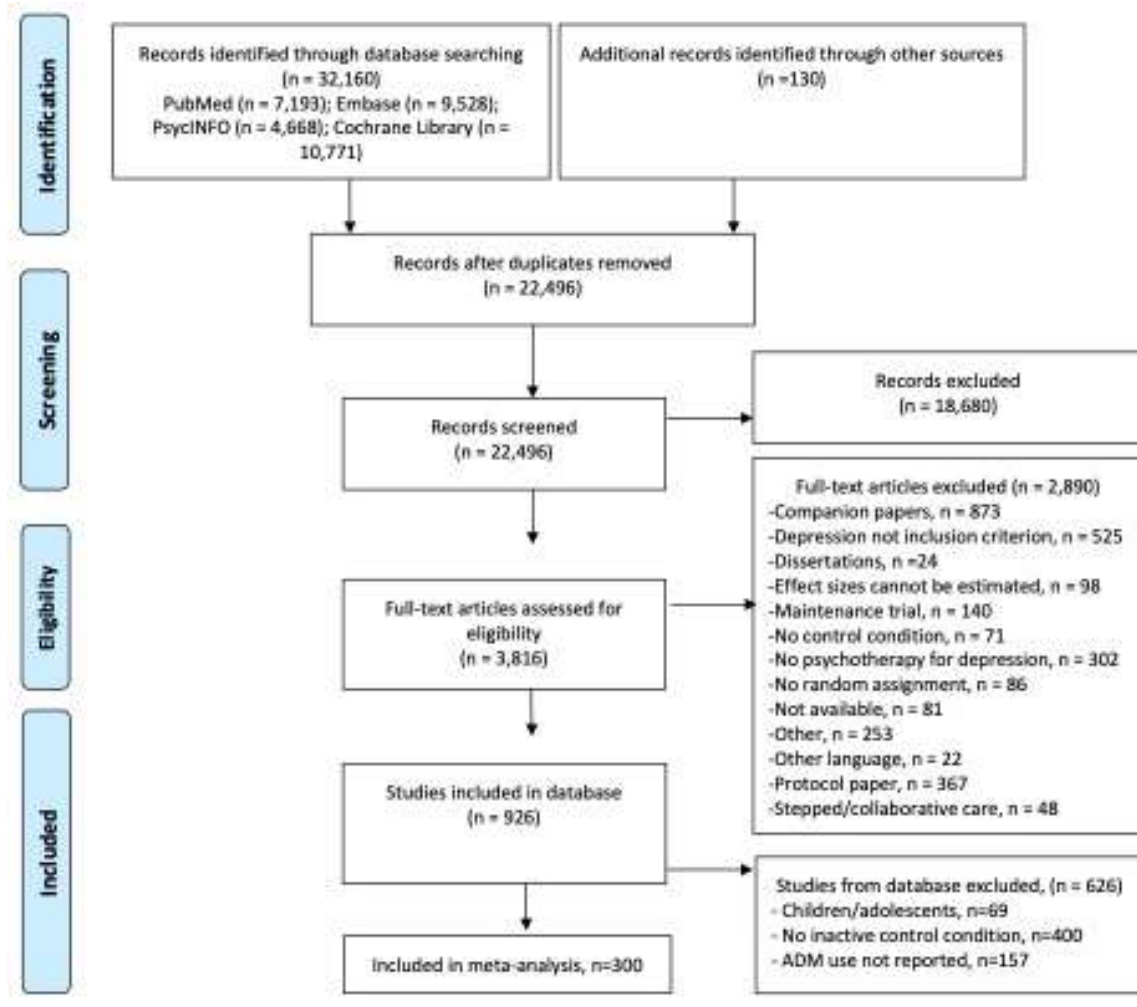 Identification
Records identified through database searching
(n = 32,160)
PubMed (n = 7,193); Embase (n = 9,528);
PsycINFO (n = 4,668); Cochrane Library (n =
10,771)
Additional records identified through other sources
(n =130)
Records after duplicates removed
(n = 22,496)
Screening
Records screened
(n = 22,496)
Records excluded
(n = 18,680)
Eligibility
Full-text articles assessed for
eligibility
(n = 3,816)
Full-text articles excluded (n = 2,890)
-Companion papers, n = 873
-Depression not inclusion criterion, n = 525
-Dissertations, n =24
-Effect sizes cannot be estimated, n = 98
-Maintenance trial, n = 140
-No control condition, n = 71
-No psychotherapy for depression, n = 302
-No random assignment, n = 86
-Not available, n = 81
-Other, n = 253
-Other language, n = 22
-Protocol paper, n = 367
-Stepped/collaborative care, n = 48
Included
Studies included in database
(n = 926)
Studies from database excluded, (n = 626)
- Children/adolescents, n=69
- No inactive control condition, n=400
- ADM use not reported, n=157
Included in meta-analysis, n=300